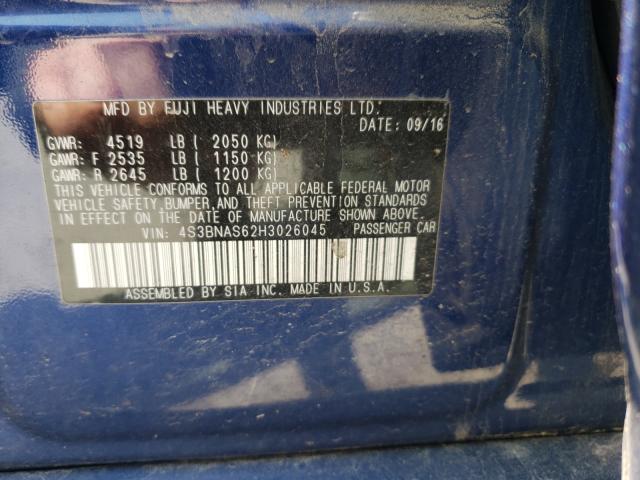 MFD BY FUJI HEAVY INDUSTRIES LTD.
DATE: 09/16
GVWR: 4519 LB ( 2050 KG)
GAWR: F 2535 LB ( 1150 KG)
GAWR: R 2645 LB ( 1200 KG)
THIS VEHICLE CONFORMS TO ALL APPLICABLE FEDERAL MOTOR
VEHICLE SAFETY, BUMPER, AND THEFT PREVENTION STANDARDS
IN EFFECT ON THE DATE OF MANUFACTURE SHOWN ABOVE.
VIN: 4S3BNAS62H3026045 PASSENGER CAR
ASSEMBLED BY SIA INC. MADE IN U.S.A.